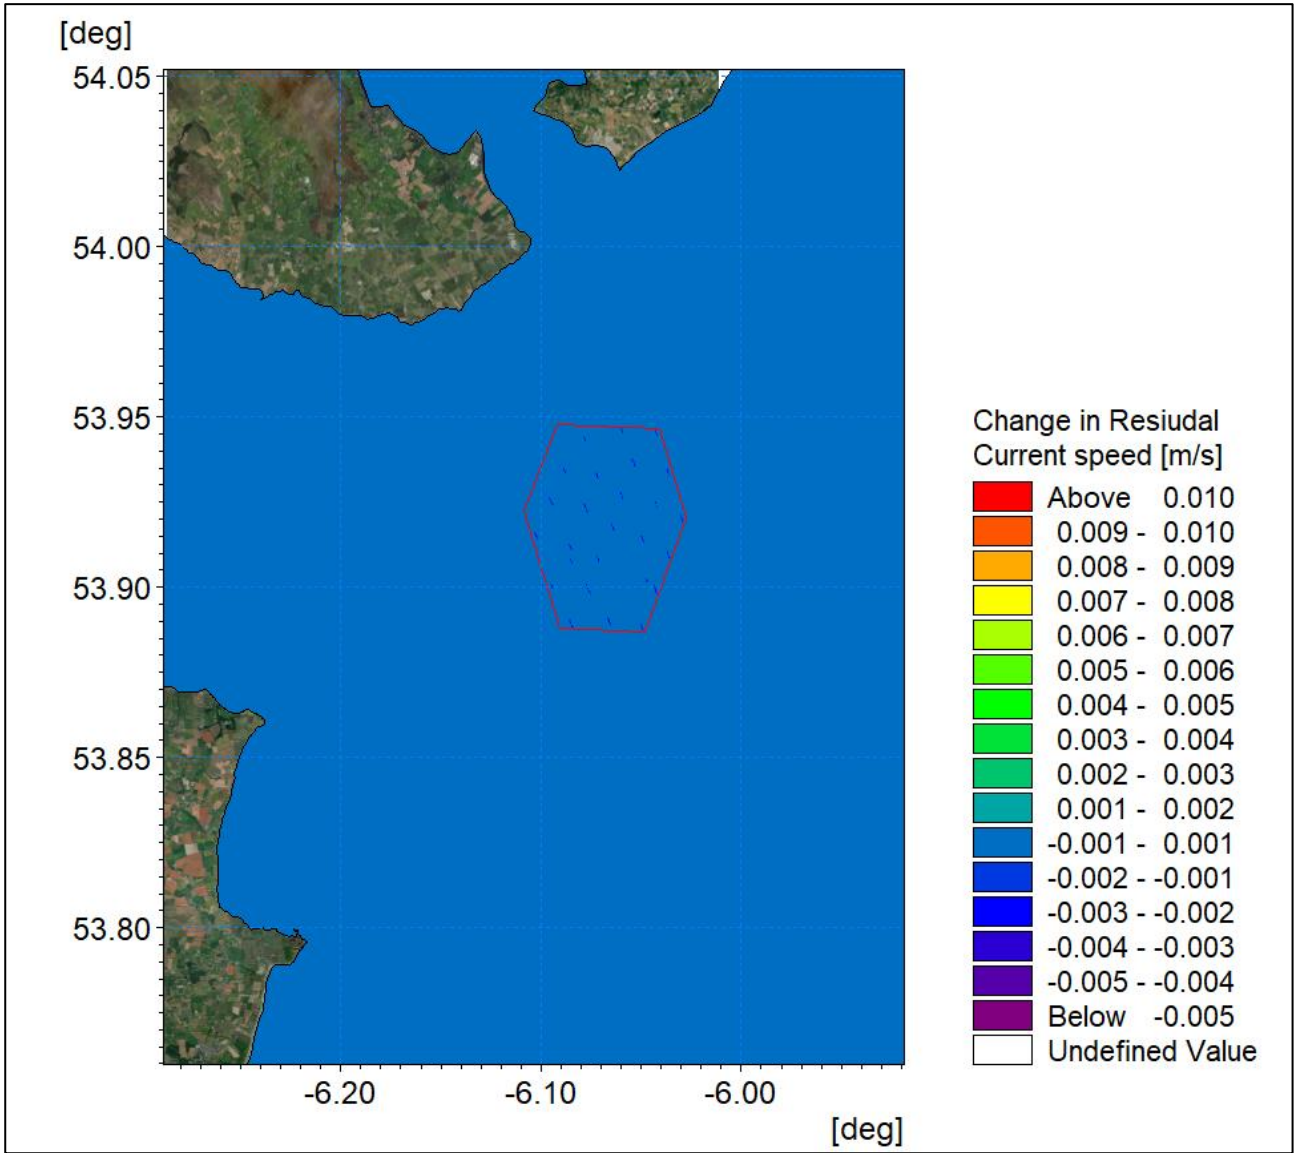 [deg]
54.05
54.00
53.95
53.90
53.85
53.80
-6.20
-6.10
-6.00
[deg]
Change in Resiudal
Current speed [m/s]
Above 0.010
0.009 - 0.010
0.008 - 0.009
0.007 - 0.008
0.006 - 0.007
0.005 - 0.006
0.004 - 0.005
0.003 - 0.004
0.002 - 0.003
0.001 - 0.002
-0.001 - 0.001
-0.002 - -0.001
-0.003 - -0.002
-0.004 - -0.003
-0.005 - -0.004
Below -0.005
Undefined Value